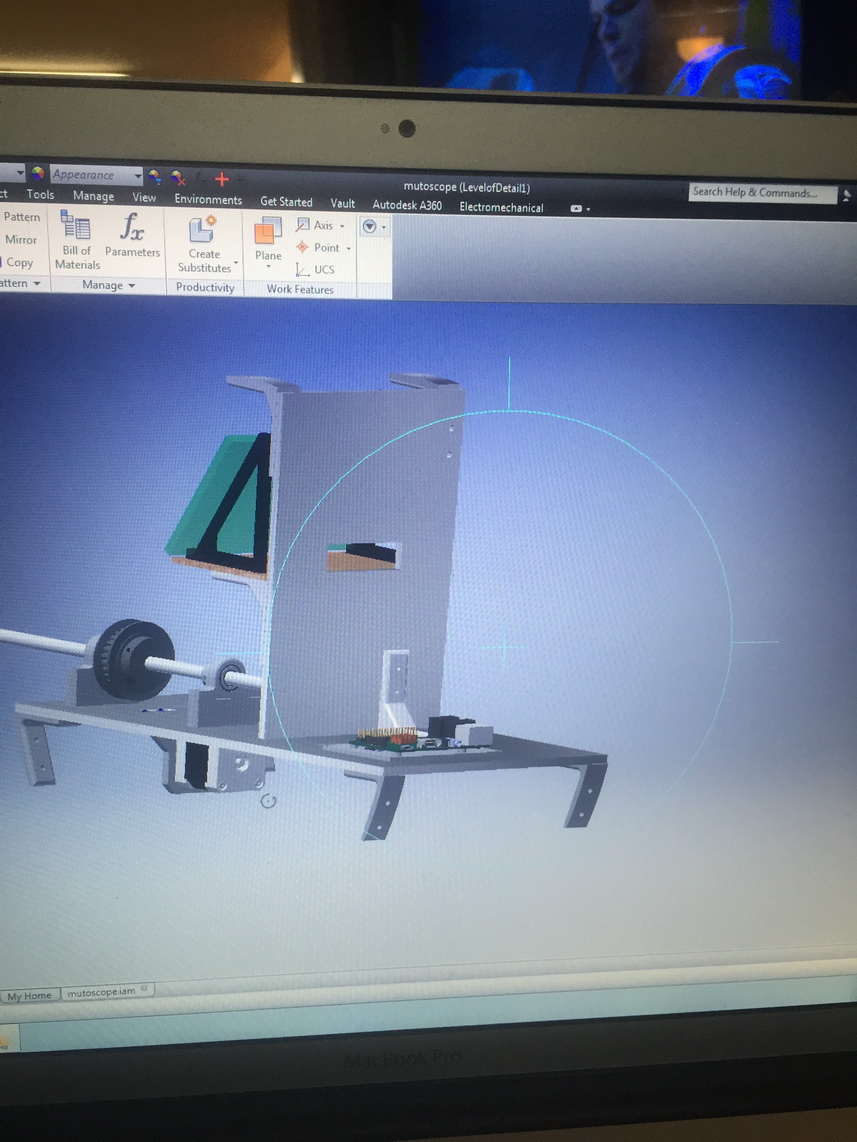 Appearance
mutoscope (LevelofDetail1)
Search Help & Commands...
ct Tools Manage View Environments Get Started Vault Autodesk A360 Electromechanical
Pattern
Mirror
Copy
attern
Bill of
Materials
fx
Parameters
Manage
Create
Substitutes
Productivity
Plane
Axis
Point
UCS
Work Features
My Home mutoscope.iam
MacBook Pro